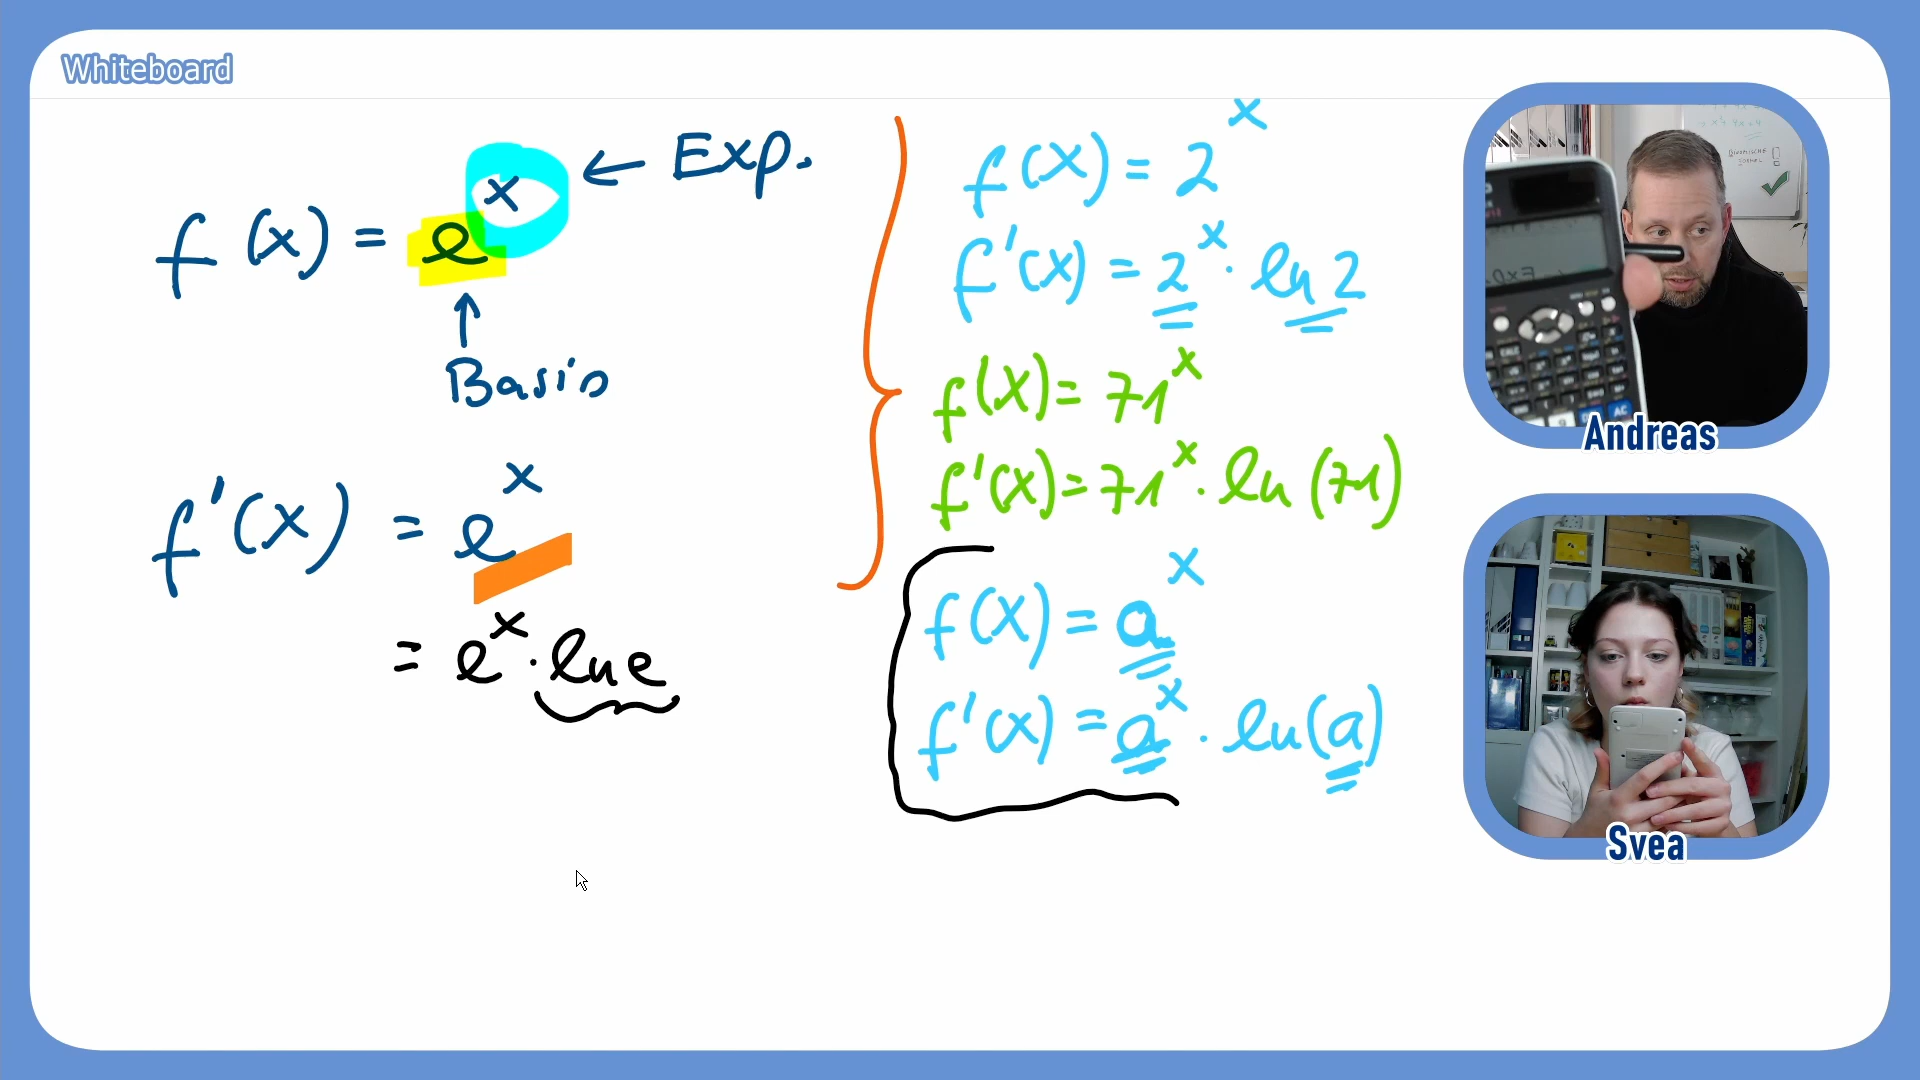 Whiteboard
f(x) = e^x ← Exp.
↑
Basis
f'(x) = e^x
= e^x · ln e
f(x) = 2^x
f'(x) = 2^x · ln 2
f(x) = 71^x
f'(x) = 71^x · ln (71)
f(x) = a^x
f'(x) = a^x · ln(a)
Andreas
Svea